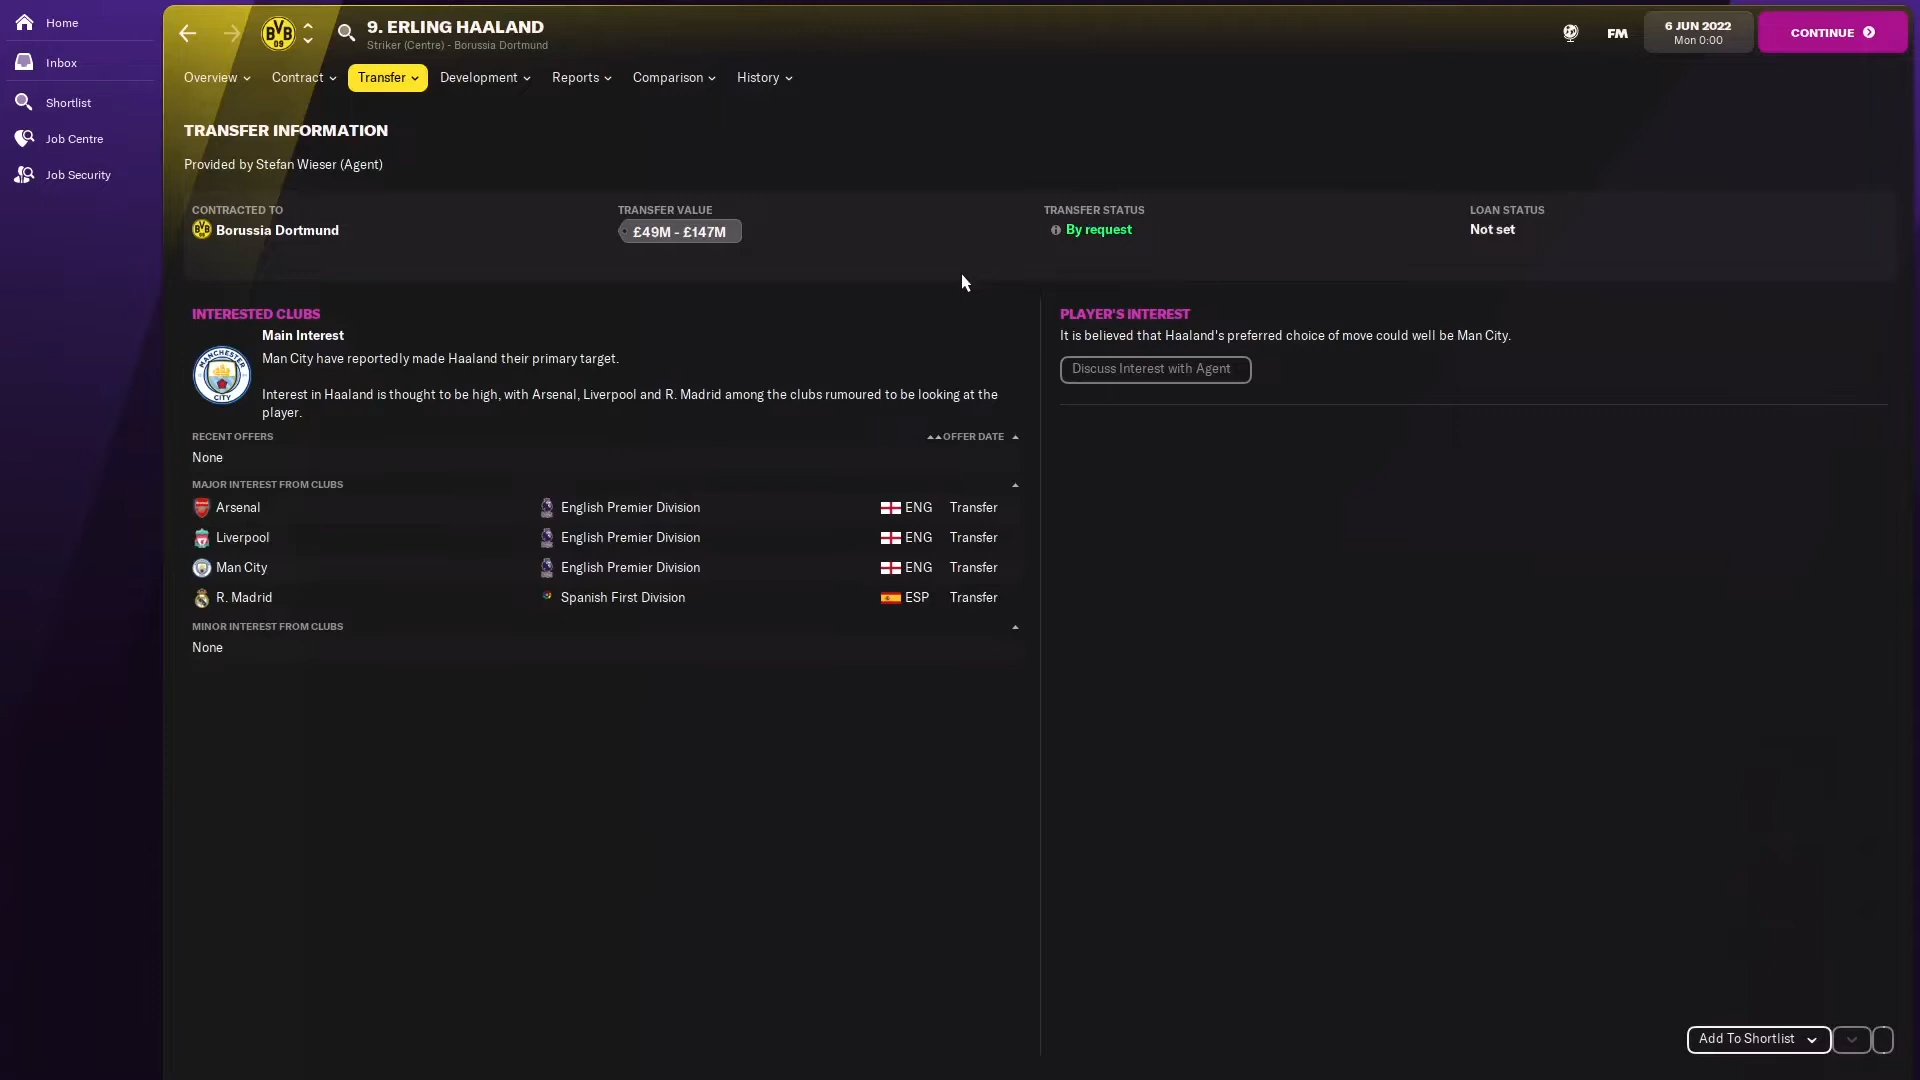 Home
Inbox
Shortlist
Job Centre
Job Security
BVB
09
9. ERLING HAALAND
Striker (Centre) - Borussia Dortmund
FM
6 JUN 2022
Mon 0:00
CONTINUE
Overview
Contract
Transfer
Development
Reports
Comparison
History
TRANSFER INFORMATION
Provided by Stefan Wieser (Agent)
CONTRACTED TO
Borussia Dortmund
TRANSFER VALUE
£49M - £147M
TRANSFER STATUS
By request
LOAN STATUS
Not set
INTERESTED CLUBS
Main Interest
MANCHESTER
CITY
Man City have reportedly made Haaland their primary target.
Interest in Haaland is thought to be high, with Arsenal, Liverpool and R. Madrid among the clubs rumoured to be looking at the
player.
RECENT OFFERS
OFFER DATE
None
MAJOR INTEREST FROM CLUBS
Arsenal English Premier Division ENG Transfer
Liverpool English Premier Division ENG Transfer
Man City English Premier Division ENG Transfer
R. Madrid Spanish First Division ESP Transfer
MINOR INTEREST FROM CLUBS
None
PLAYER'S INTEREST
It is believed that Haaland's preferred choice of move could well be Man City.
Discuss Interest with Agent
Add To Shortlist